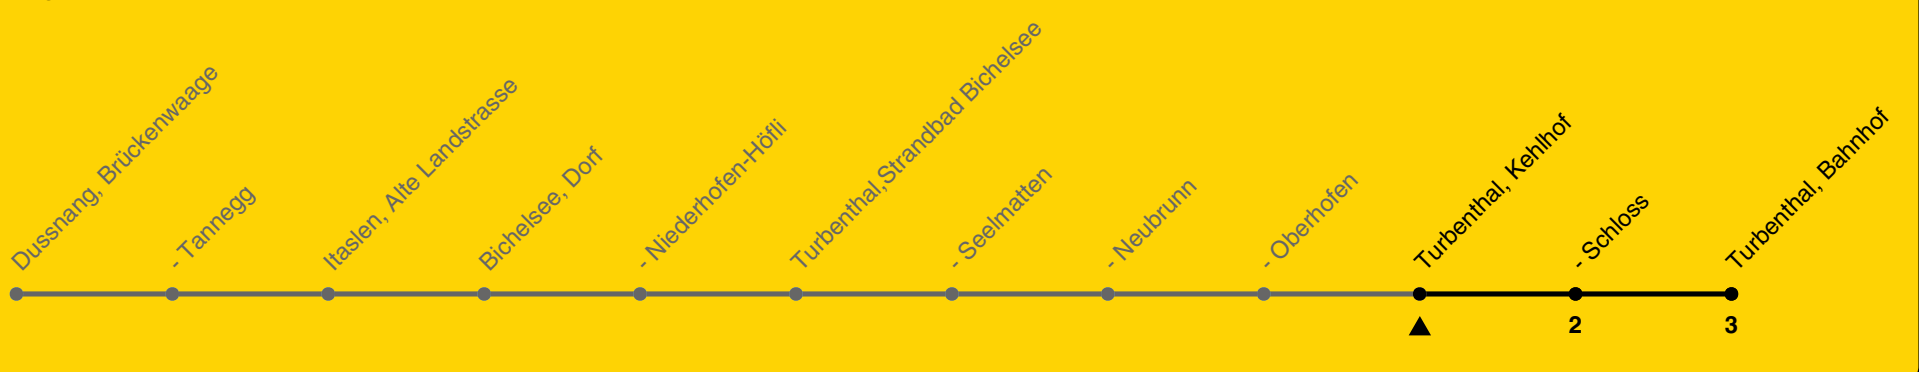 Dussnang, Brückenwaage
- Tannegg
Itaslen, Alte Landstrasse
Bichelsee, Dorf
- Niederhofen-Höfli
Turbenthal,Strandbad Bichelsee
- Seelmatten
- Neubrunn
- Oberhofen
Turbenthal, Kehlhof
- Schloss
Turbenthal, Bahnhof
2
3